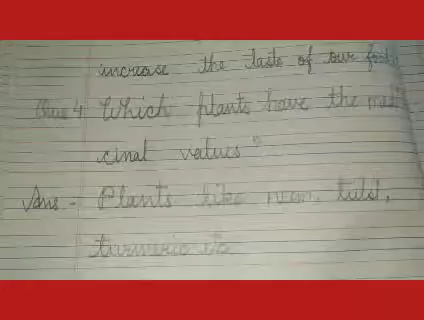 increase the taste of our food
Que 4 Which plants have the medi
cinal values?
Ans - Plants like neem, tulsi,
turmeric etc